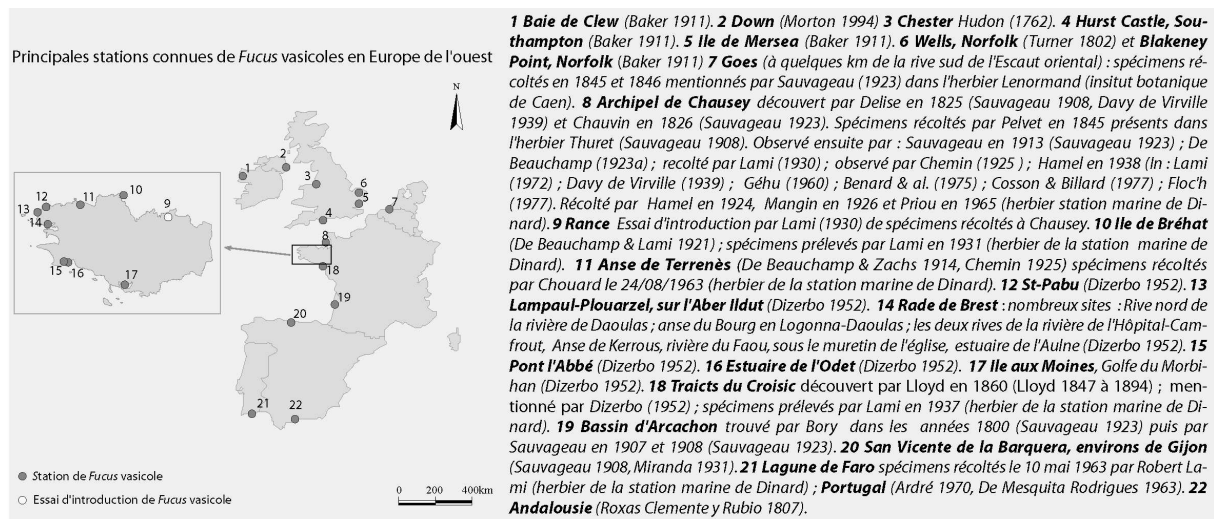 Principales stations connues de Fucus vasicoles en Europe de l'ouest
N
1
2
3
4
5
6
7
8
18
19
20
21
22
9
10
11
12
13
14
15
16
17
Station de Fucus vasicole
Essai d'introduction de Fucus vasicole
0 200 400km
1 Baie de Clew (Baker 1911). 2 Down (Morton 1994) 3 Chester Hudon (1762). 4 Hurst Castle, Sou-
thampton (Baker 1911). 5 Ile de Mersea (Baker 1911). 6 Wells, Norfolk (Turner 1802) et Blakeney
Point, Norfolk (Baker 1911) 7 Goes (à quelques km de la rive sud de l'Escaut oriental) : spécimens ré-
coltés en 1845 et 1846 mentionnés par Sauvageau (1923) dans l'herbier Lenormand (insitut botanique
de Caen). 8 Archipel de Chausey découvert par Delise en 1825 (Sauvageau 1908, Davy de Virville
1939) et Chauvin en 1826 (Sauvageau 1923). Spécimens récoltés par Pelvet en 1845 présents dans
l'herbier Thuret (Sauvageau 1908). Observé ensuite par : Sauvageau en 1913 (Sauvageau 1923) ; De
Beauchamp (1923a) ; recolté par Lami (1930) ; observé par Chemin (1925 ) ; Hamel en 1938 (In : Lami
(1972) ; Davy de Virville (1939) ; Géhu (1960) ; Benard & al. (1975) ; Cosson & Billard (1977) ; Floc'h
(1977). Récolté par Hamel en 1924, Mangin en 1926 et Priou en 1965 (herbier station marine de Di-
nard). 9 Rance Essai d'introduction par Lami (1930) de spécimens récoltés à Chausey. 10 Ile de Bréhat
(De Beauchamp & Lami 1921) ; spécimens prélevés par Lami en 1931 (herbier de la station marine de
Dinard). 11 Anse de Terrenès (De Beauchamp & Zachs 1914, Chemin 1925) spécimens récoltés
par Chouard le 24/08/1963 (herbier de la station marine de Dinard). 12 St-Pabu (Dizerbo 1952). 13
Lampaul-Plouarzel, sur l'Aber Ildut (Dizerbo 1952). 14 Rade de Brest : nombreux sites : Rive nord de
la rivière de Daoulas ; anse du Bourg en Logonna-Daoulas ; les deux rives de la rivière de l'Hôpital-Cam-
frout, Anse de Kerrous, rivière du Faou, sous le muretin de l'église, estuaire de l'Aulne (Dizerbo 1952). 15
Pont l'Abbé (Dizerbo 1952). 16 Estuaire de l'Odet (Dizerbo 1952). 17 Ile aux Moines, Golfe du Morbi-
han (Dizerbo 1952). 18 Traicts du Croisic découvert par Lloyd en 1860 (Lloyd 1847 à 1894) ; men-
tionné par Dizerbo (1952) ; spécimens prélevés par Lami en 1937 (herbier de la station marine de Di-
nard). 19 Bassin d'Arcachon trouvé par Bory dans les années 1800 (Sauvageau 1923) puis par
Sauvageau en 1907 et 1908 (Sauvageau 1923). 20 San Vicente de la Barquera, environs de Gijon
(Sauvageau 1908, Miranda 1931). 21 Lagune de Faro spécimens récoltés le 10 mai 1963 par Robert La-
mi (herbier de la station marine de Dinard) ; Portugal (Ardré 1970, De Mesquita Rodrigues 1963). 22
Andalousie (Roxas Clemente y Rubio 1807).